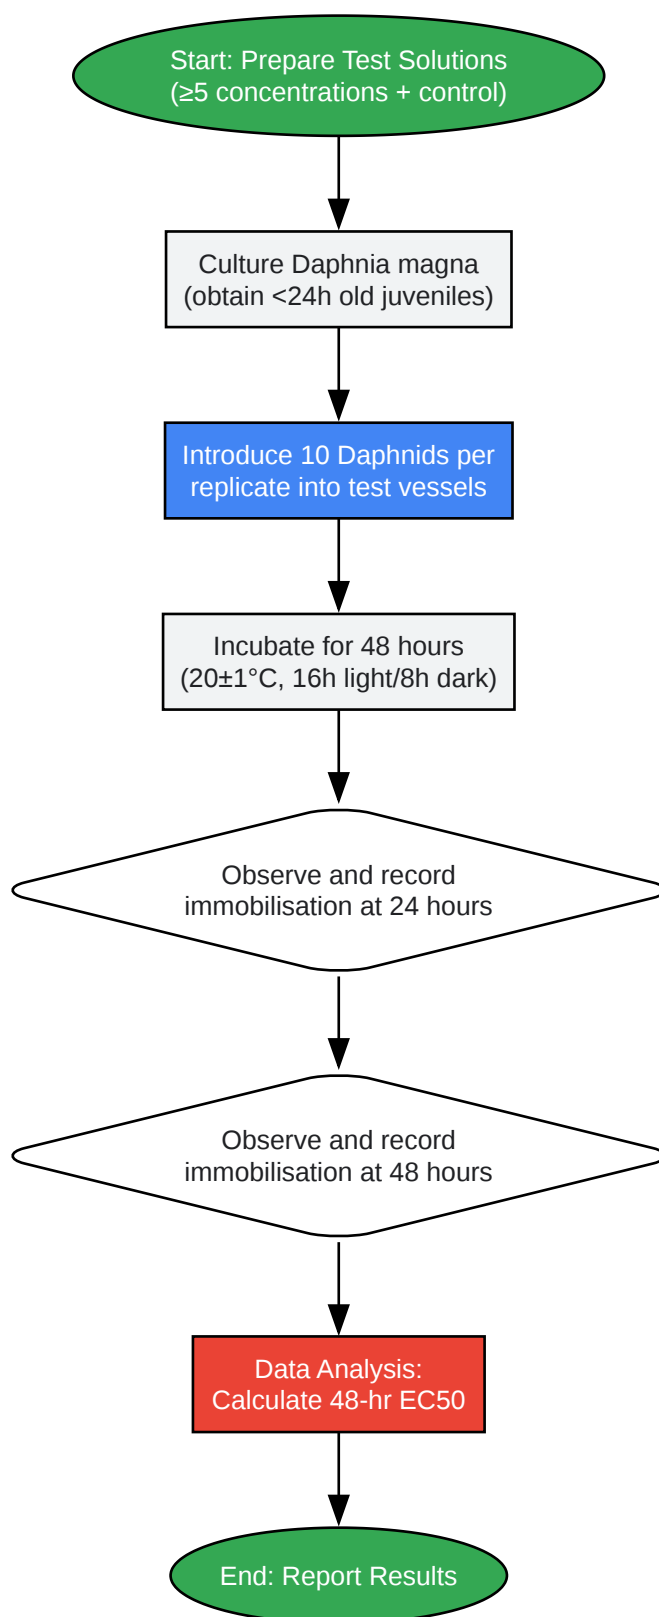 Start: Prepare Test Solutions
(≥5 concentrations + control)
Culture Daphnia magna
(obtain <24h old juveniles)
Introduce 10 Daphnids per
replicate into test vessels
Incubate for 48 hours
(20±1°C, 16h light/8h dark)
Observe and record
immobilisation at 24 hours
Observe and record
immobilisation at 48 hours
Data Analysis:
Calculate 48-hr EC50
End: Report Results